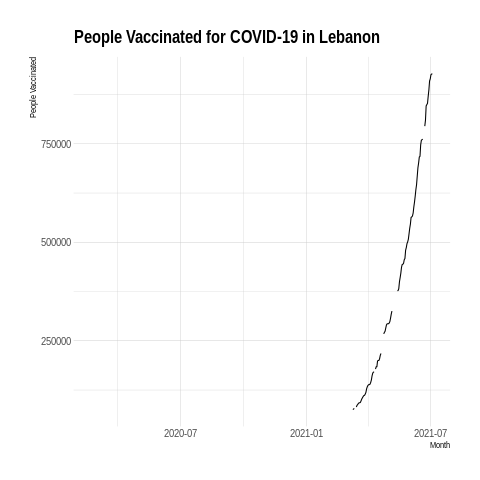 People Vaccinated for COVID-19 in Lebanon
People Vaccinated
750000
500000
250000
2020-07
2021-01
2021-07
Month